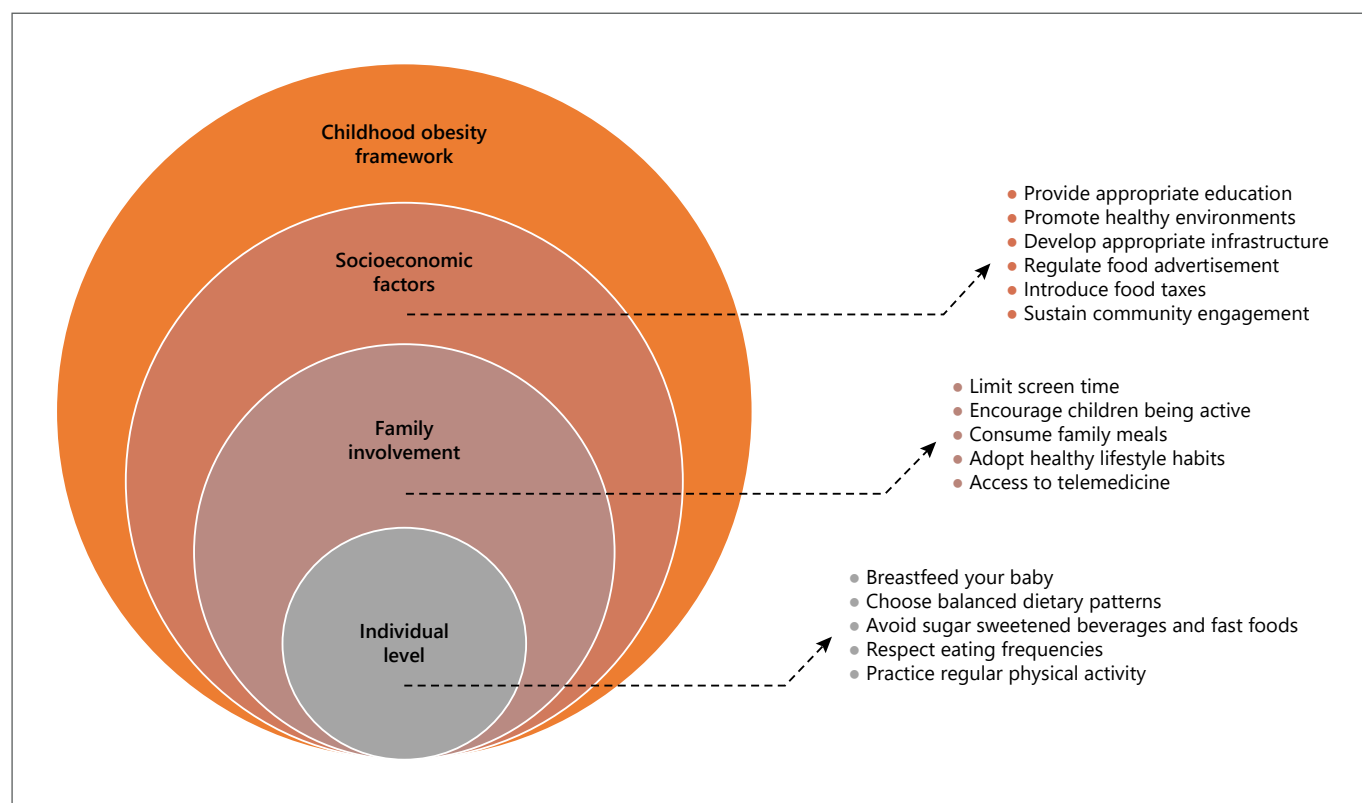 Childhood obesity
framework
Socioeconomic
factors
Family
involvement
Individual
level
Provide appropriate education
Promote healthy environments
Develop appropriate infrastructure
Regulate food advertisement
Introduce food taxes
Sustain community engagement
Limit screen time
Encourage children being active
Consume family meals
Adopt healthy lifestyle habits
Access to telemedicine
Breastfeed your baby
Choose balanced dietary patterns
Avoid sugar sweetened beverages and fast foods
Respect eating frequencies
Practice regular physical activity